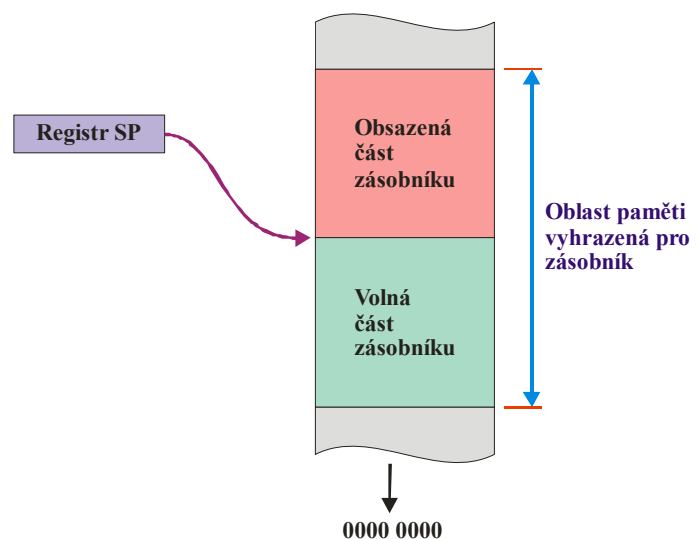 Registr SP
Obsazená
část
zásobníku
Volná
část
zásobníku
Oblast paměti
vyhrazená pro
zásobník
0000 0000